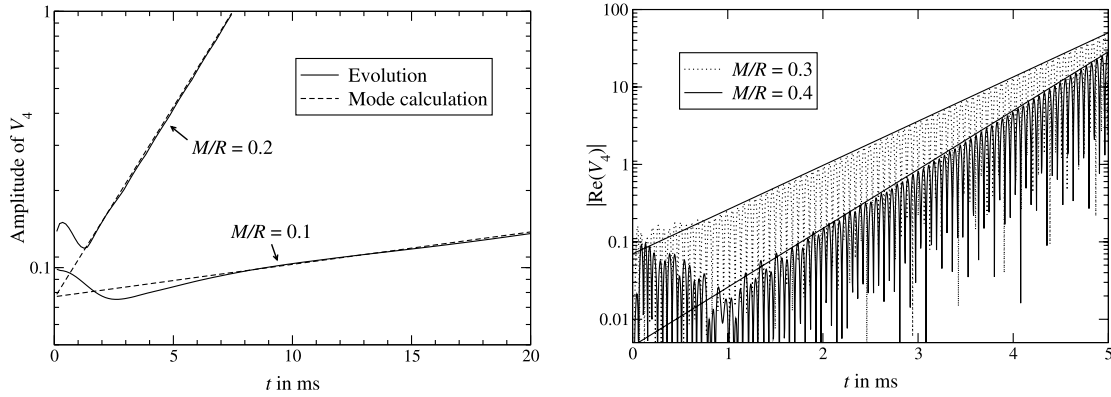 1
Evolution
Mode calculation
M/R = 0.2
M/R = 0.1
0.1
Amplitude of V4
0 5 10 15 20
t in ms
100
M/R = 0.3
M/R = 0.4
10
1
0.1
0.01
|Re(V4)|
0 1 2 3 4 5
t in ms